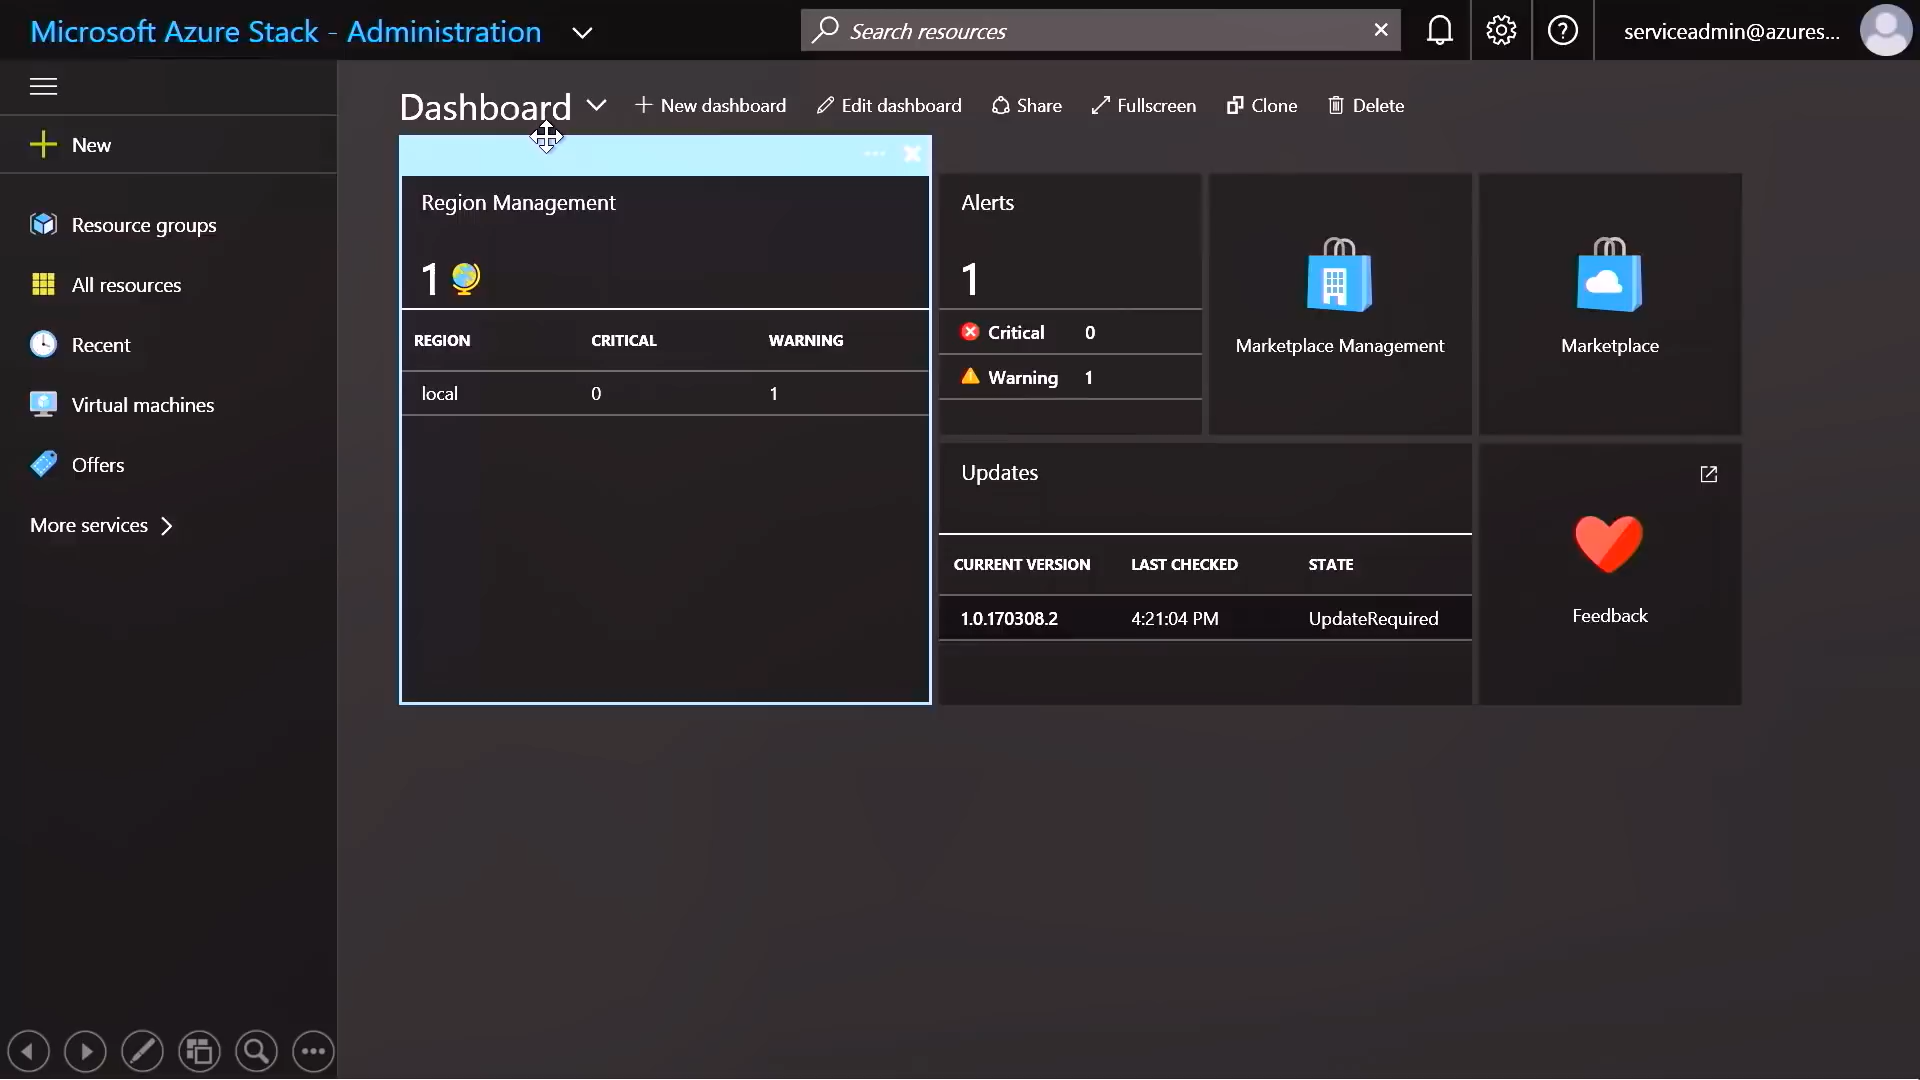 Microsoft Azure Stack - Administration
Search resources
serviceadmin@azures...
Dashboard
New dashboard
Edit dashboard
Share
Fullscreen
Clone
Delete
New
Resource groups
All resources
Recent
Virtual machines
Offers
More services
Region Management
1
REGION CRITICAL WARNING
local 0 1
Alerts
1
Critical 0
Warning 1
Marketplace Management
Marketplace
Updates
CURRENT VERSION LAST CHECKED STATE
1.0.170308.2 4:21:04 PM UpdateRequired
Feedback